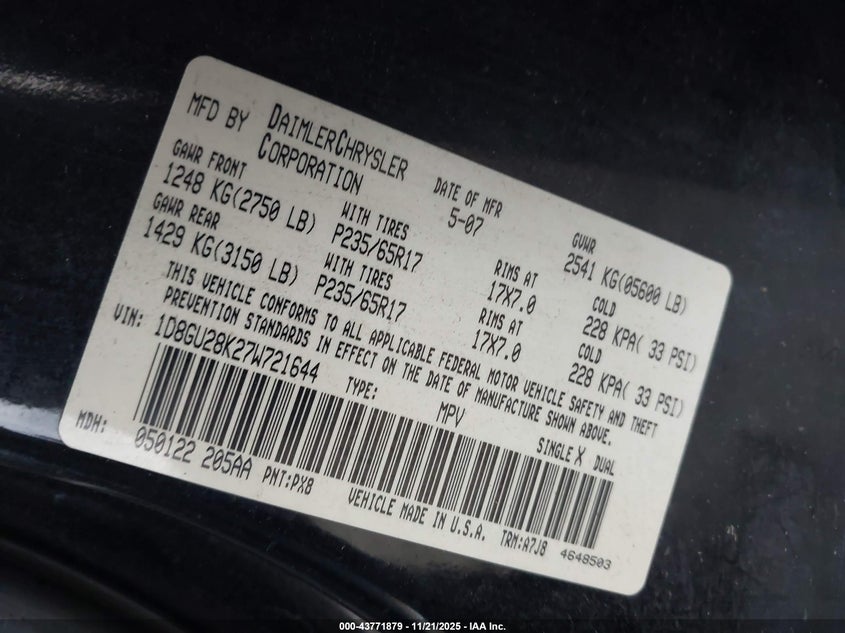 MFD BY DAIMLERCHRYSLER CORPORATION
DATE OF MFR 5-07
GVWR 2541 KG(05600 LB)
GAWR FRONT 1248 KG(2750 LB)
WITH TIRES P235/65R17
RIMS AT 17X7.0
COLD 228 KPA( 33 PSI)
GAWR REAR 1429 KG(3150 LB)
WITH TIRES P235/65R17
RIMS AT 17X7.0
COLD 228 KPA( 33 PSI)
THIS VEHICLE CONFORMS TO ALL APPLICABLE FEDERAL MOTOR VEHICLE SAFETY AND THEFT
PREVENTION STANDARDS IN EFFECT ON THE DATE OF MANUFACTURE SHOWN ABOVE.
VIN: 1D8GU28K27W721644 TYPE: MPV SINGLE X DUAL
MDH: 050122 205AA PNT:PX8 VEHICLE MADE IN U.S.A. TRM:A7J8 4648503
000-43771879 - 11/21/2025 - IAA Inc.